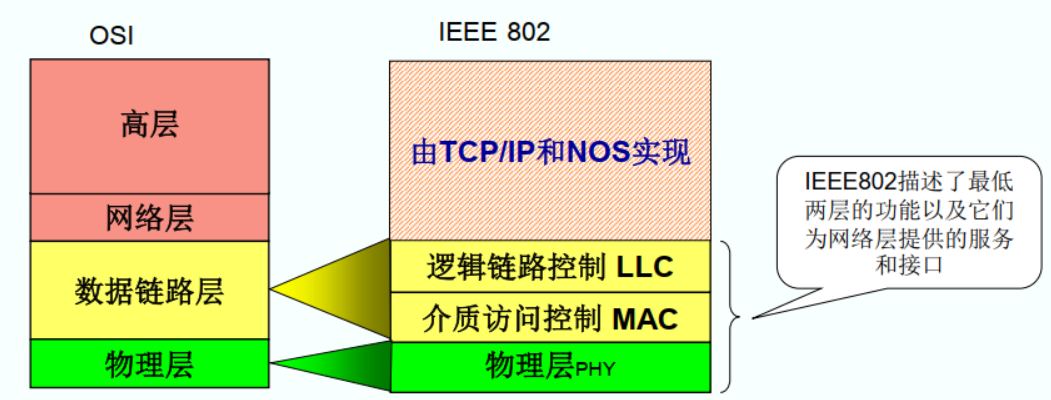 OSI
IEEE 802
高层
网络层
数据链路层
物理层
由TCP/IP和NOS实现
逻辑链路控制 LLC
介质访问控制 MAC
物理层PHY
IEEE802描述了最低
两层的功能以及它们
为网络层提供的服务
和接口